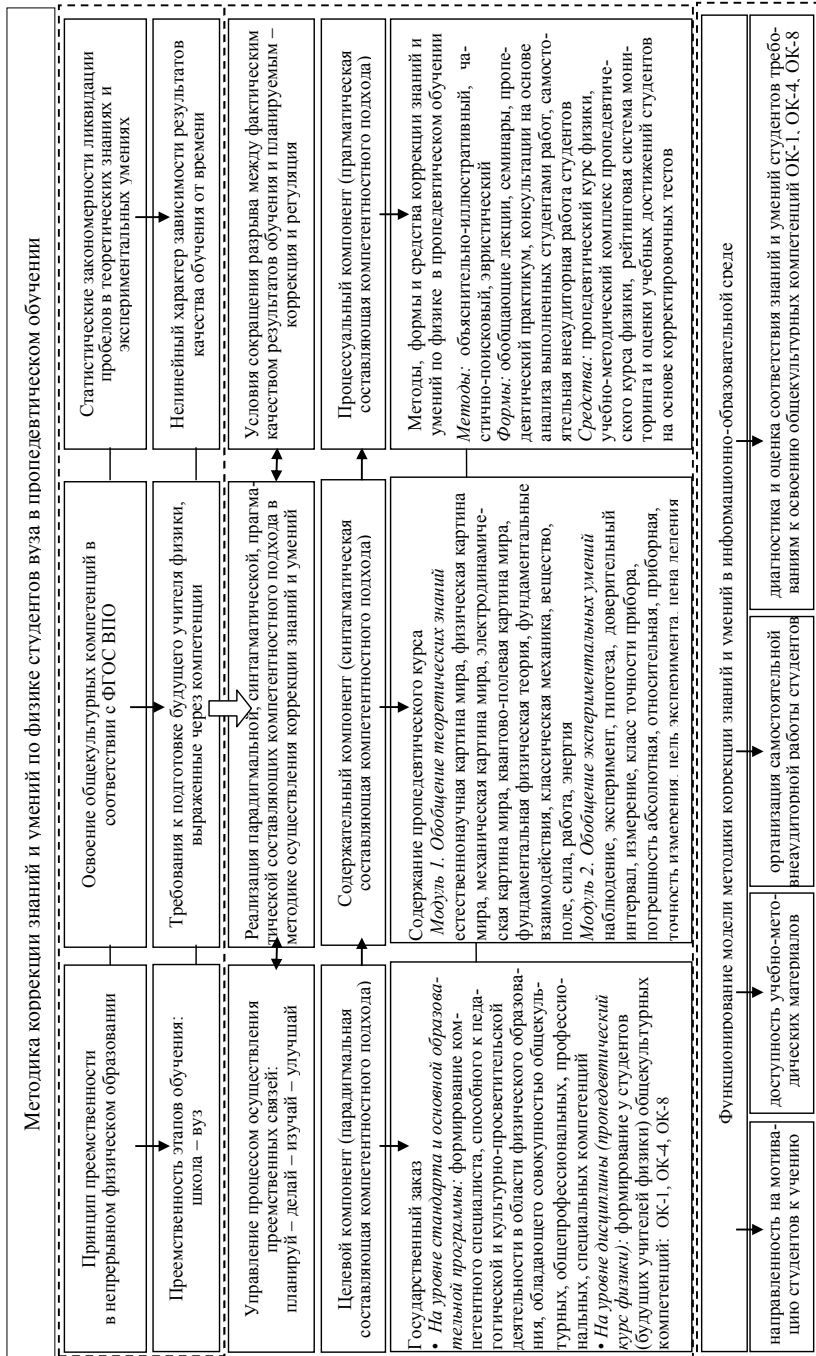 Методика коррекции знаний и умений по физике студентов вуза в пропедевтическом обучении
Принцип преемственности
в непрерывном физическом образовании
Освоение общекультурных компетенций в
соответствии с ФГОС ВПО
Статистические закономерности ликвидации
пробелов в теоретических знаниях и
экспериментальных умениях
Преемственность этапов обучения:
школа – вуз
Требования к подготовке будущего учителя физики,
выраженные через компетенции
Нелинейный характер зависимости результатов
качества обучения от времени
Управление процессом осуществления
преемственных связей:
планируй – делай – изучай – улучшай
Реализация парадигмальной, синтагматической, прагма-
тической составляющих компетентностного подхода в
методике осуществления коррекции знаний и умений
Условия сокращения разрыва между фактическим
качеством результатов обучения и планируемым –
коррекция и регуляция
Целевой компонент (парадигмальная
составляющая компетентностного подхода)
Содержательный компонент (синтагматическая
составляющая компетентностного подхода)
Процессуальный компонент (прагматическая
составляющая компетентностного подхода)
Государственный заказ
• На уровне стандарта и основной образова-
тельной программы: формирование ком-
петентного специалиста, способного к педа-
гогической и культурно-просветительской
деятельности в области физического образова-
ния, обладающего совокупностью общекуль-
турных, общепрофессиональных, профессио-
нальных, специальных компетенций
• На уровне дисциплины (пропедевтический
курс физики): формирование у студентов
(будущих учителей физики) общекультурных
компетенций: ОК-1, ОК-4, ОК-8
Содержание пропедевтического курса
Модуль 1. Обобщение теоретических знаний
естественнонаучная картина мира, физическая картина
мира, механическая картина мира, электродинамиче-
ская картина мира, квантово-полевая картина мира,
фундаментальная физическая теория, фундаментальные
взаимодействия, классическая механика, вещество,
поле, сила, работа, энергия
Модуль 2. Обобщение экспериментальных умений
наблюдение, эксперимент, гипотеза, доверительный
интервал, измерение, класс точности прибора,
погрешность абсолютная, относительная, приборная,
точность измерения, цель эксперимента, цена деления
Методы, формы и средства коррекции знаний и
умений по физике в пропедевтическом обучении
Методы: объяснительно-иллюстративный, ча-
стично-поисковый, эвристический
Формы: обобщающие лекции, семинары, пропе-
девтический практикум, консультации на основе
анализа выполненных студентами работ, самосто-
ятельная внеаудиторная работа студентов
Средства: пропедевтический курс физики,
учебно-методический комплекс пропедевтиче-
ского курса физики, рейтинговая система мони-
торинга и оценки учебных достижений студентов
на основе корректировочных тестов
Функционирование модели методики коррекции знаний и умений в информационно-образовательной среде
направленность на мотива-
цию студентов к учению
доступность учебно-мето-
дических материалов
организация самостоятельной
внеаудиторной работы студентов
диагностика и оценка соответствия знаний и умений студентов требо-
ваниям к освоению общекультурных компетенций ОК-1, ОК-4, ОК-8